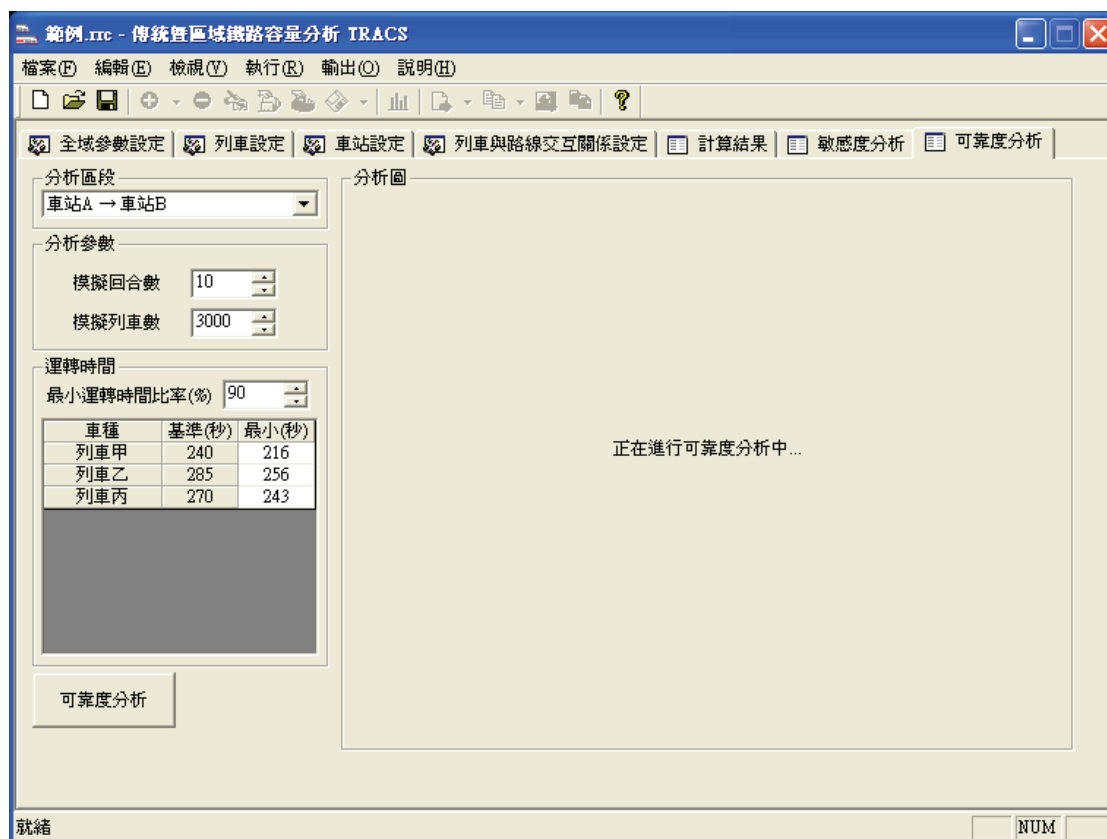 範例.rrc - 傳統暨區域鐵路容量分析 TRACS
檔案(F) 編輯(E) 檢視(V) 執行(R) 輸出(O) 說明(H)
全域參數設定 列車設定 車站設定 列車與路線交互關係設定 計算結果 敏感度分析 可靠度分析
分析區段
車站A → 車站B
分析參數
模擬回合數 10
模擬列車數 3000
運轉時間
最小運轉時間比率(%) 90
車種 基準(秒) 最小(秒)
列車甲 240 216
列車乙 285 256
列車丙 270 243
可靠度分析
分析圖
正在進行可靠度分析中...
就緒 NUM